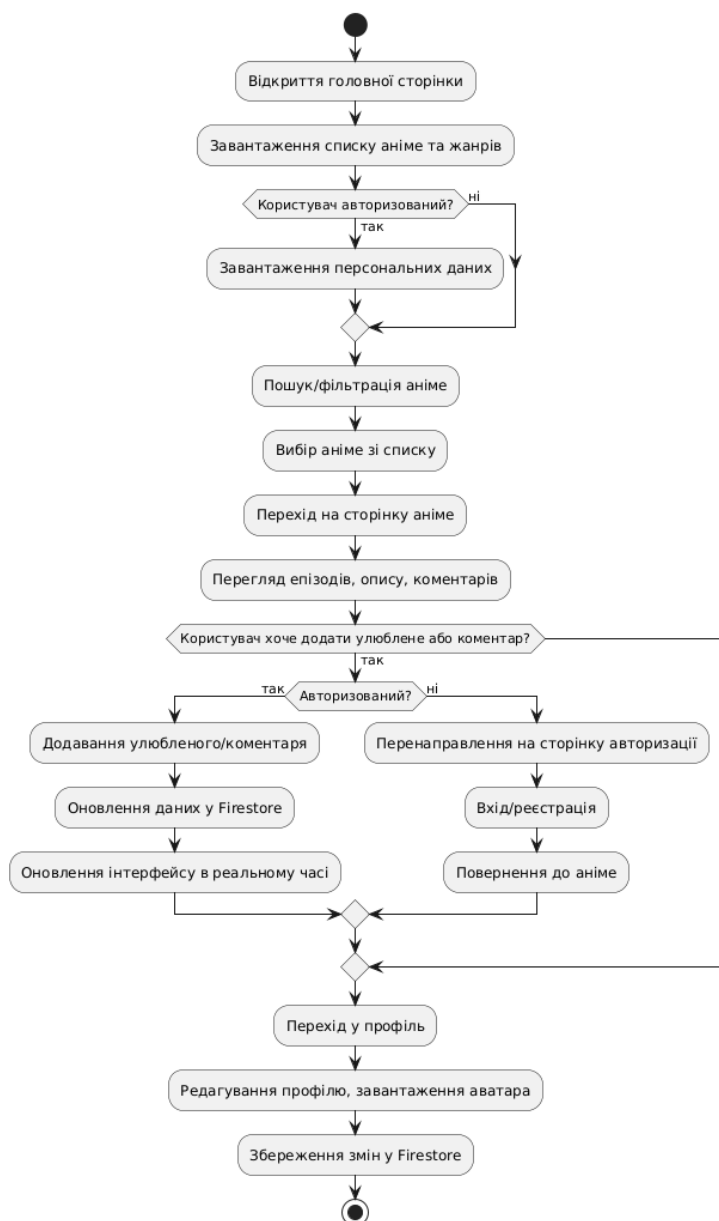 Відкриття головної сторінки
Завантаження списку аніме та жанрів
Користувач авторизований?
ні
так
Завантаження персональних даних
Пошук/фільтрація аніме
Вибір аніме зі списку
Перехід на сторінку аніме
Перегляд епізодів, опису, коментарів
Користувач хоче додати улюблене або коментар?
так
так
Авторизований?
ні
Додавання улюбленого/коментаря
Перенаправлення на сторінку авторизації
Оновлення даних у Firestore
Вхід/реєстрація
Оновлення інтерфейсу в реальному часі
Повернення до аніме
Перехід у профіль
Редагування профілю, завантаження аватара
Збереження змін у Firestore